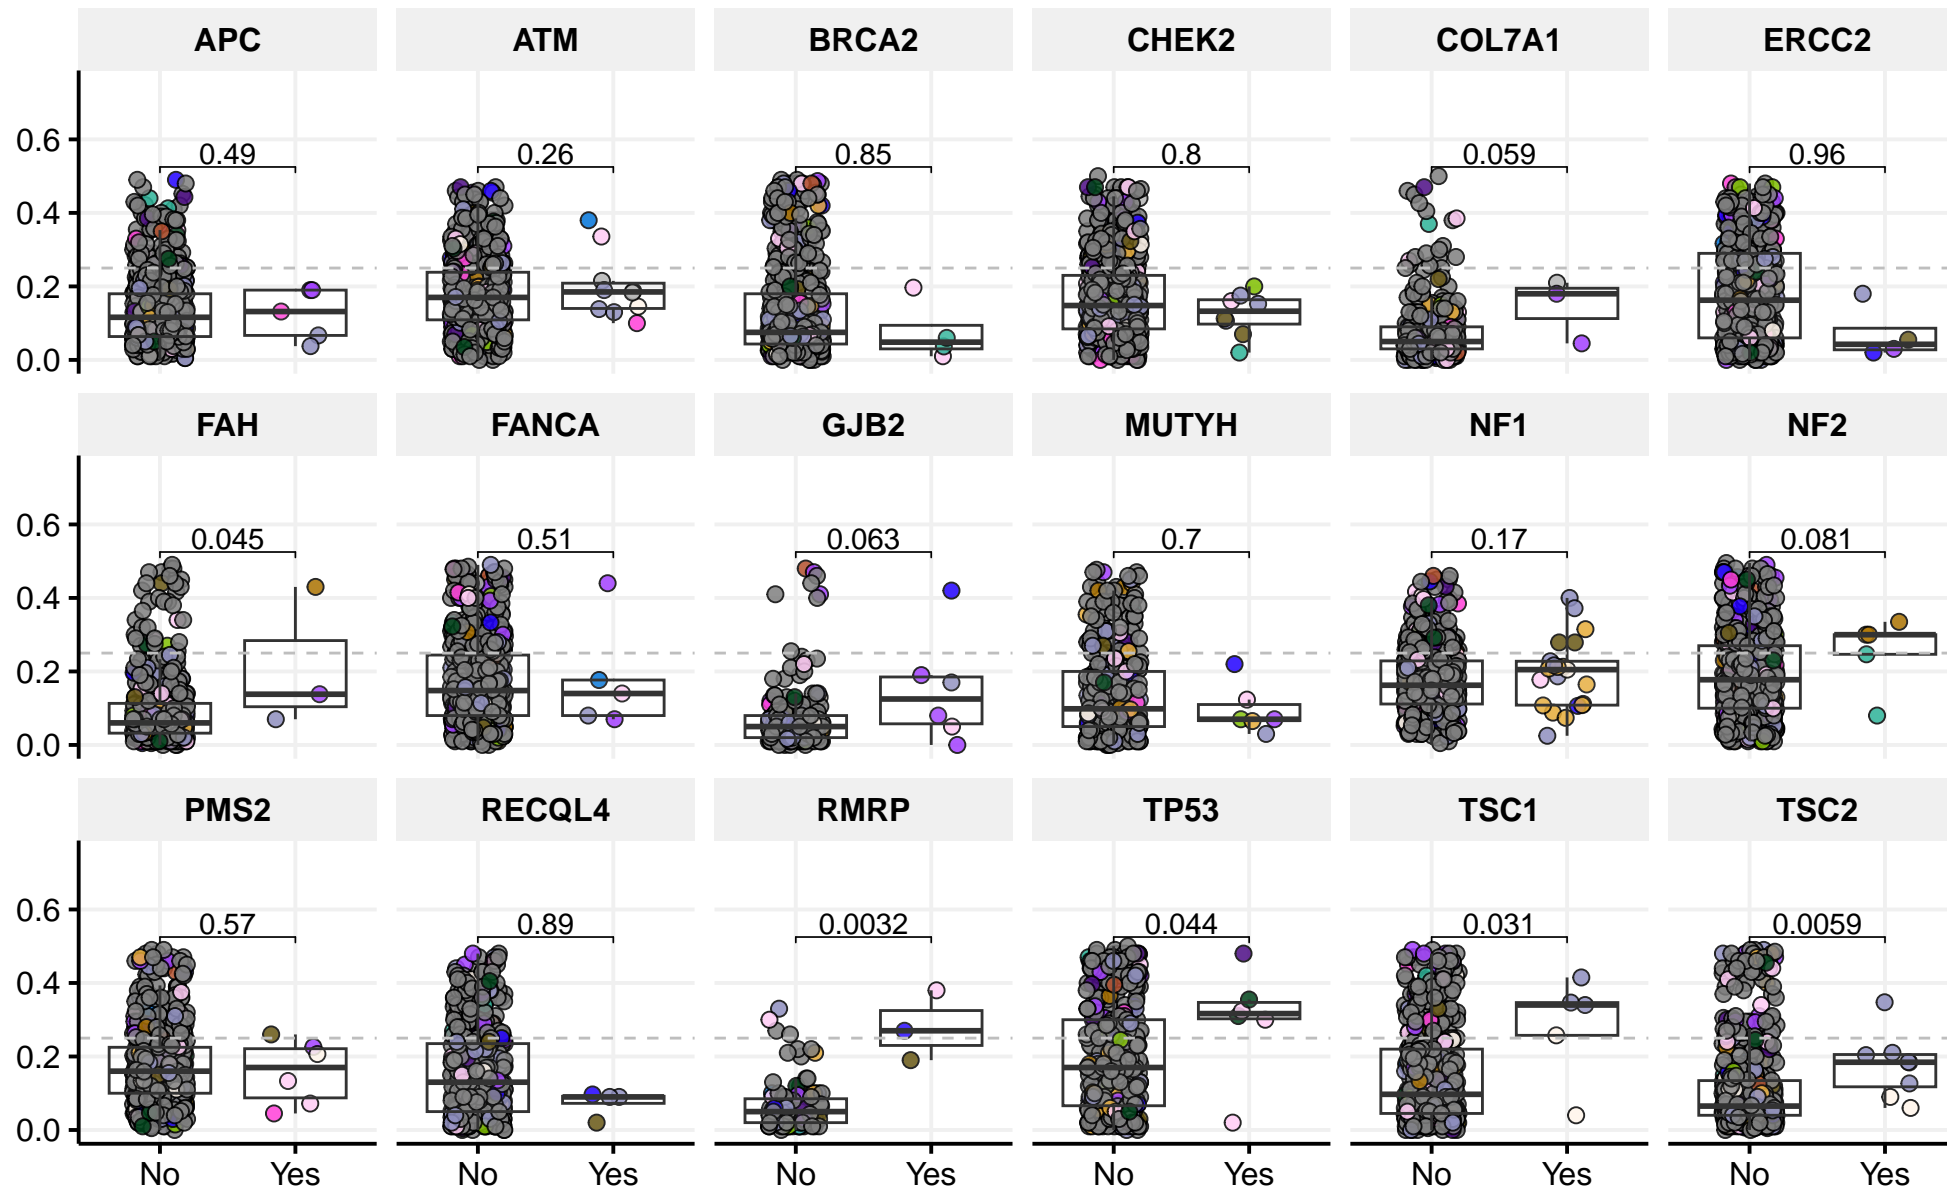 APC ATM BRCA2 CHEK2 COL7A1 ERCC2
0.6
0.49 0.26 0.85 0.8 0.059 0.96
0.4
0.2
0.0
FAH FANCA GJB2 MUTYH NF1 NF2
0.6
0.045 0.51 0.063 0.7 0.17 0.081
0.4
0.2
0.0
PMS2 RECQL4 RMRP TP53 TSC1 TSC2
0.6
0.57 0.89 0.0032 0.044 0.031 0.0059
0.4
0.2
0.0
No Yes No Yes No Yes No Yes No Yes No Yes